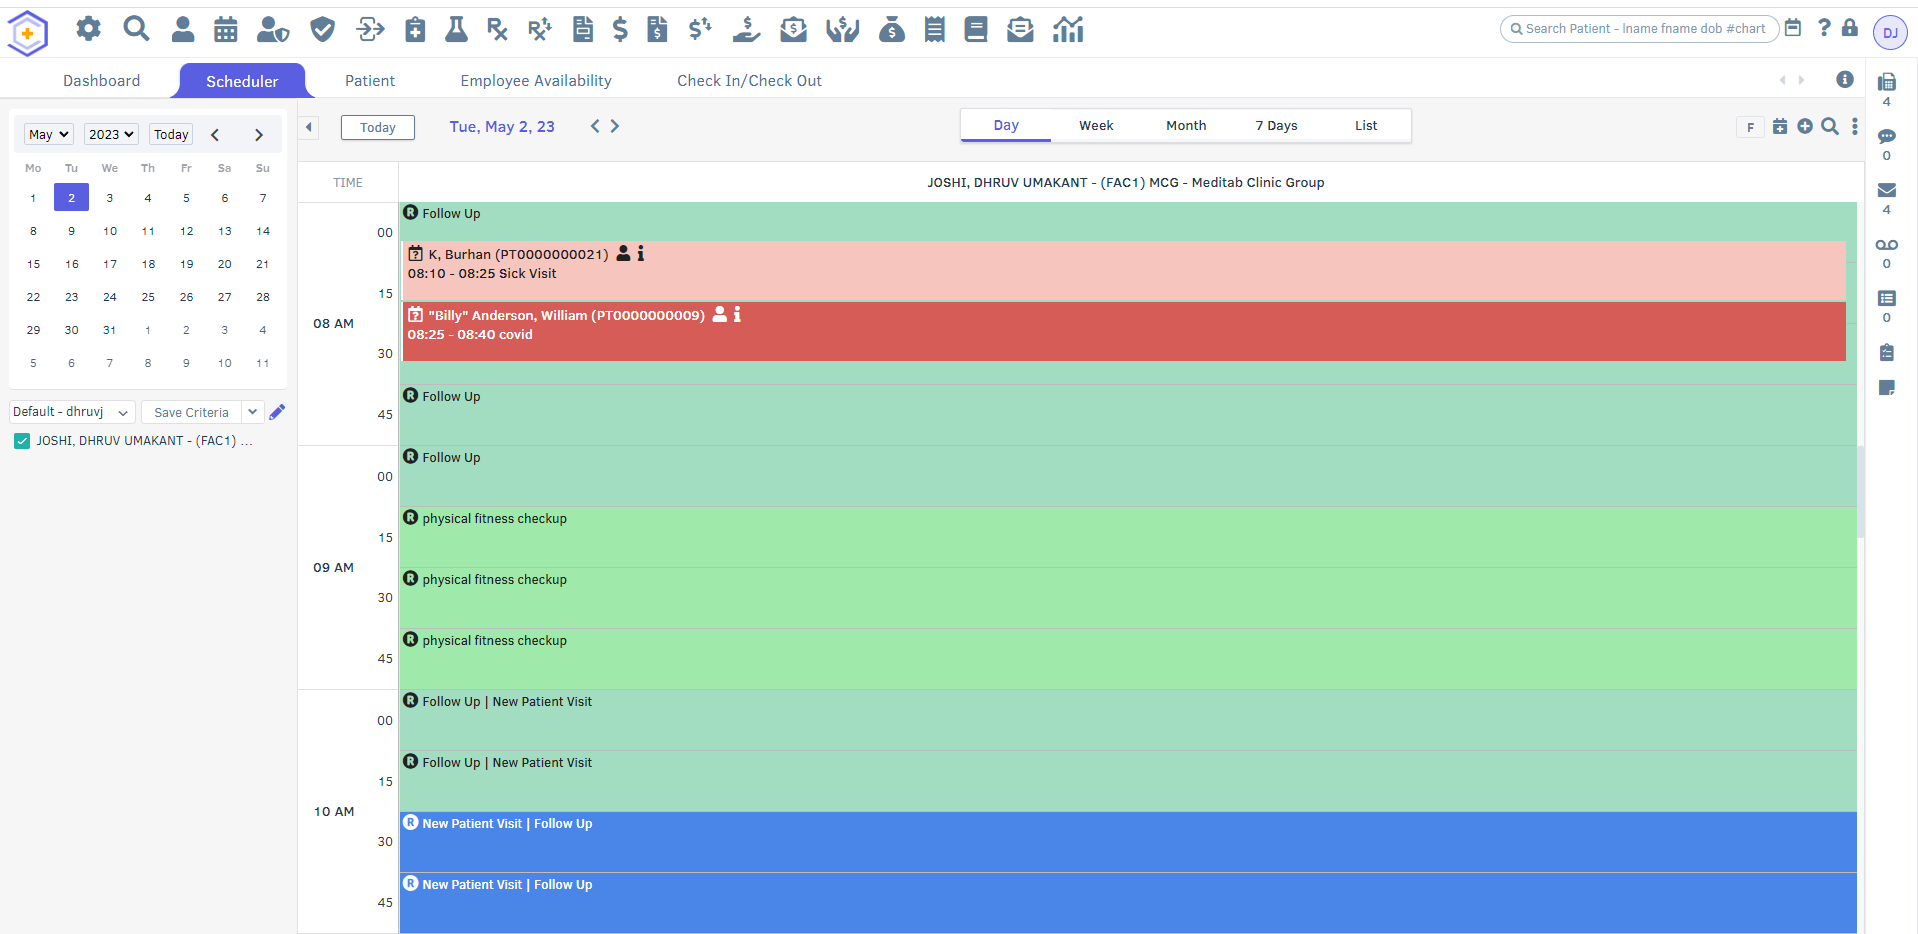 Search Patient - lname fname dob #chart
DJ
Dashboard
Scheduler
Patient
Employee Availability
Check In/Check Out
May
2023
Today
Mo Tu We Th Fr Sa Su
1 2 3 4 5 6 7
8 9 10 11 12 13 14
15 16 17 18 19 20 21
22 23 24 25 26 27 28
29 30 31 1 2 3 4
5 6 7 8 9 10 11
Default - dhruvj
Save Criteria
JOSHI, DHRUV UMAKANT - (FAC1) ...
Today
Tue, May 2, 23
Day
Week
Month
7 Days
List
F
TIME
JOSHI, DHRUV UMAKANT - (FAC1) MCG - Meditab Clinic Group
08 AM
00
15
30
45
R Follow Up
K, Burhan (PT0000000021)
08:10 - 08:25 Sick Visit
"Billy" Anderson, William (PT0000000009)
08:25 - 08:40 covid
R Follow Up
09 AM
00
15
30
45
R Follow Up
R physical fitness checkup
R physical fitness checkup
R physical fitness checkup
10 AM
00
15
30
45
R Follow Up | New Patient Visit
R Follow Up | New Patient Visit
R New Patient Visit | Follow Up
R New Patient Visit | Follow Up
4
0
4
0
0